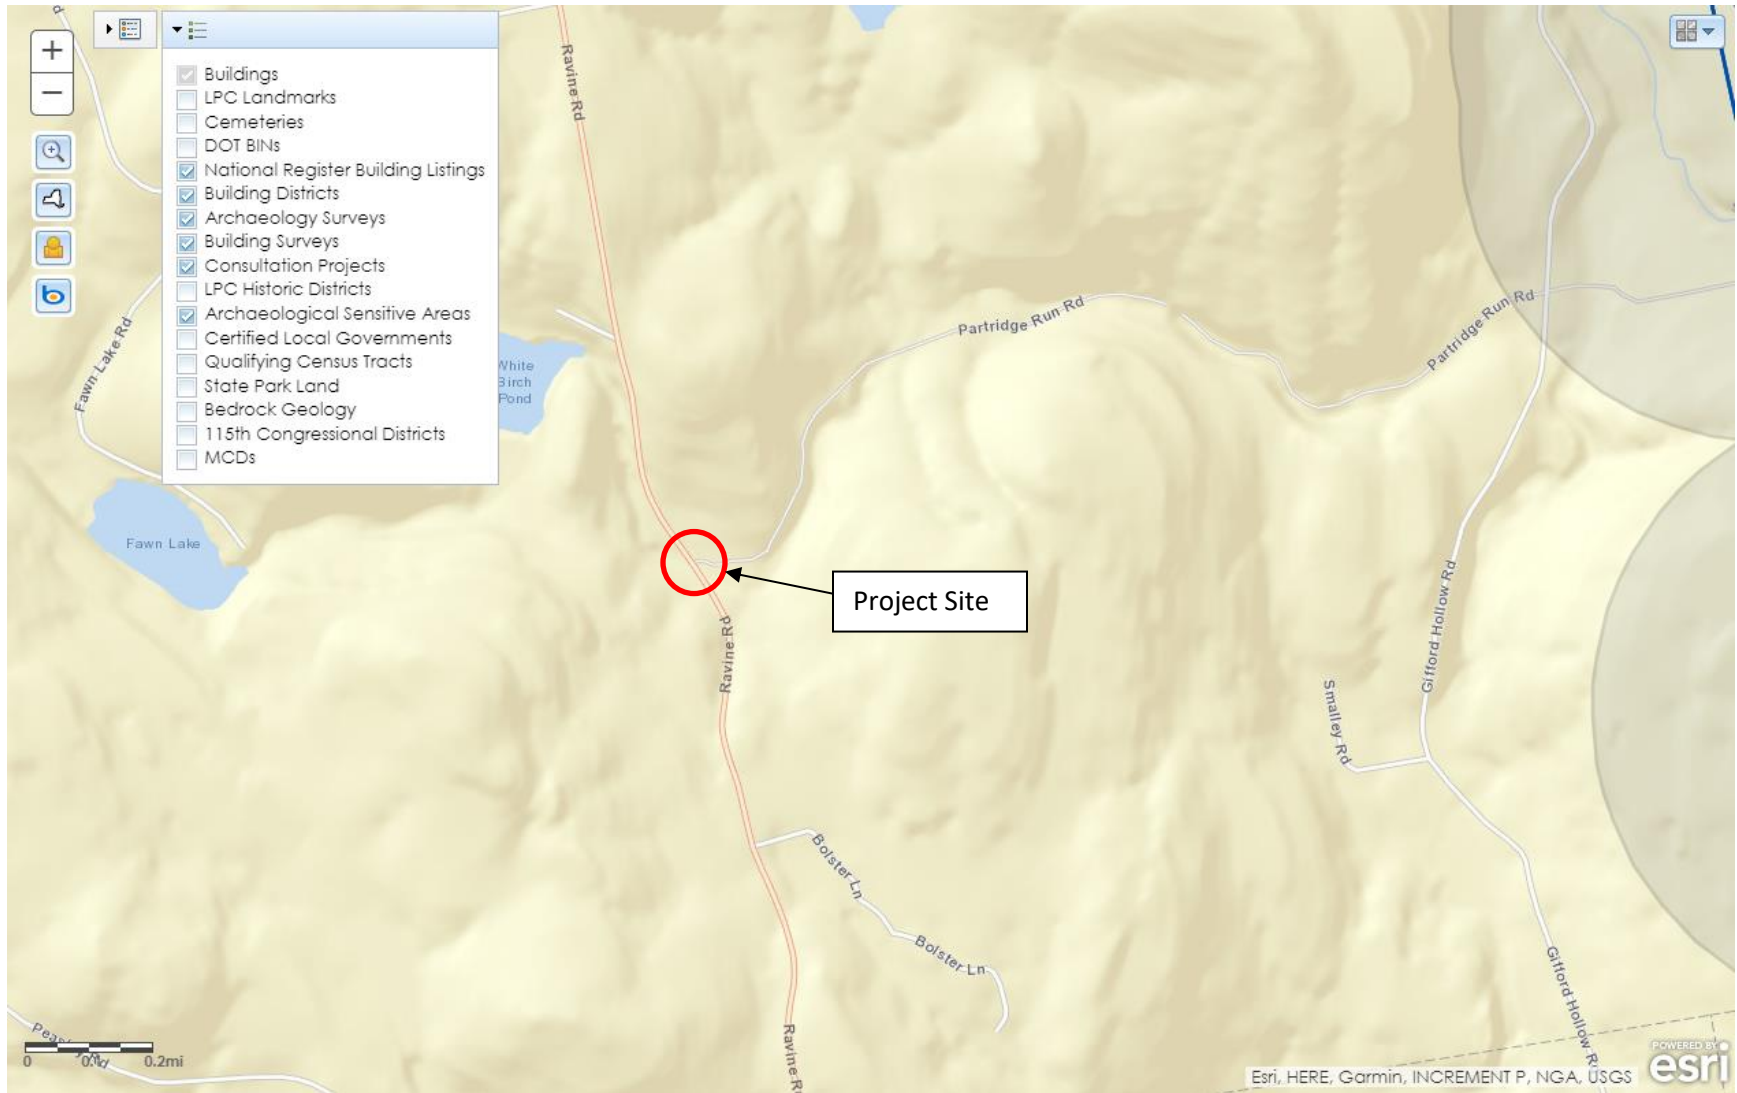 Buildings
LPC Landmarks
Cemeteries
DOT BINs
National Register Building Listings
Building Districts
Archaeology Surveys
Building Surveys
Consultation Projects
LPC Historic Districts
Archaeological Sensitive Areas
Certified Local Governments
Qualifying Census Tracts
State Park Land
Bedrock Geology
115th Congressional Districts
MCDs
Ravine Rd
Partridge Run Rd
Partridge Run Rd
Fawn Lake Rd
White
Birch
Pond
Fawn Lake
Project Site
Ravine Rd
Gifford Hollow Rd
Smalley Rd
Bolster Ln
Bolster Ln
Gifford Hollow R
Ravine R
0
0.2mi
Esri, HERE, Garmin, INCREMENT P, NGA, USGS
POWERED BY
esri